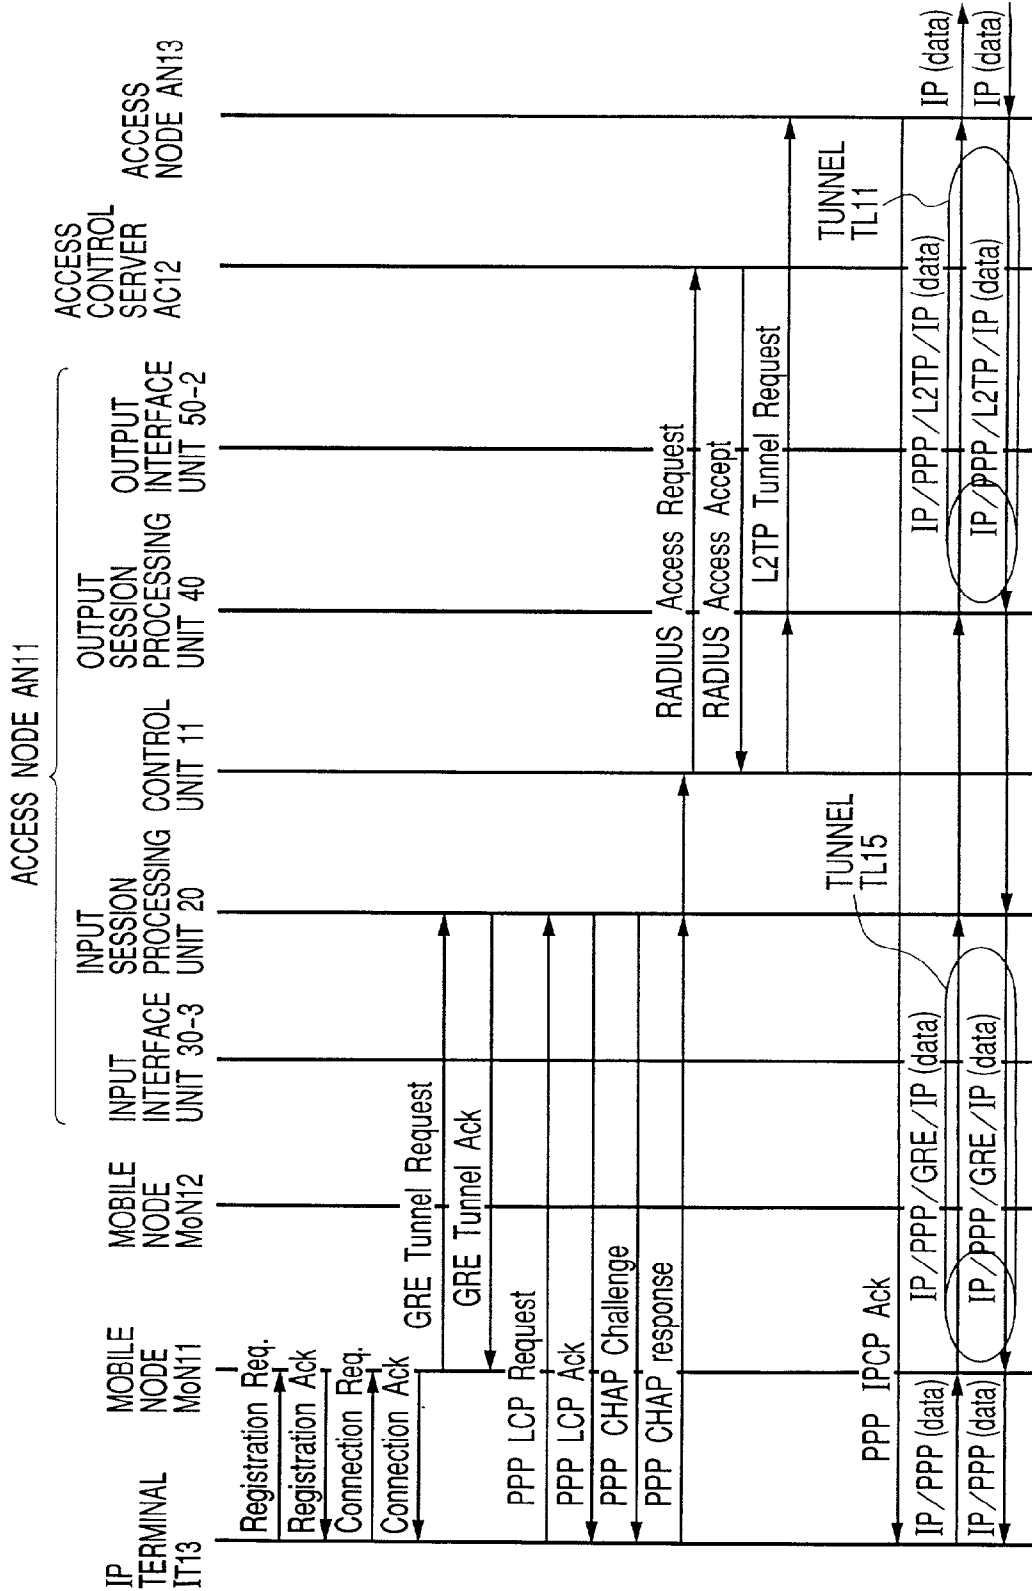 ACCESS NODE AN11
IP
TERMINAL
IT13
MOBILE
NODE
MoN11
MOBILE
NODE
MoN12
INPUT
INTERFACE
UNIT 30-3
INPUT
SESSION
PROCESSING
UNIT 20
CONTROL
UNIT 11
OUTPUT
SESSION
PROCESSING
UNIT 40
OUTPUT
INTERFACE
UNIT 50-2
ACCESS
CONTROL
SERVER
AC12
ACCESS
NODE AN13
Registration Req.
Registration Ack
Connection Req.
Connection Ack
GRE Tunnel Request
GRE Tunnel Ack
PPP LCP Request
PPP LCP Ack
PPP CHAP Challenge
PPP CHAP response
RADIUS Access Request
RADIUS Access Accept
L2TP Tunnel Request
TUNNEL
TL15
TUNNEL
TL11
PPP IPCP Ack
IP/PPP (data)
IP/PPP/GRE/IP (data)
IP/PPP/L2TP/IP (data)
IP (data)
IP/PPP (data)
IP/PPP/GRE/IP (data)
IP/PPP/L2TP/IP (data)
IP (data)